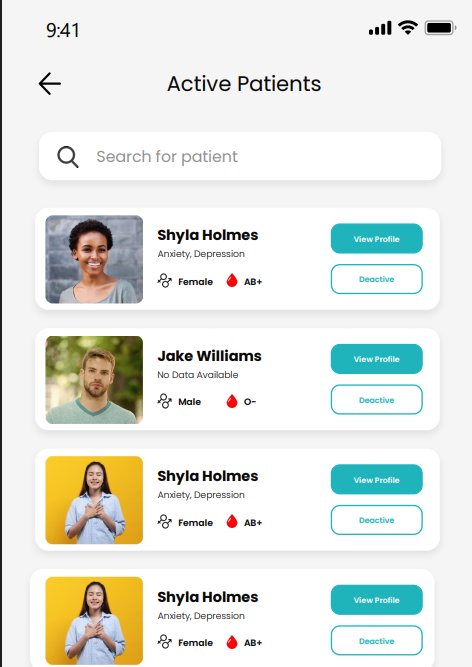 9:41
Active Patients
Search for patient
Shyla Holmes
Anxiety, Depression
Female AB+
View Profile
Deactive
Jake Williams
No Data Available
Male O-
View Profile
Deactive
Shyla Holmes
Anxiety, Depression
Female AB+
View Profile
Deactive
Shyla Holmes
Anxiety, Depression
Female AB+
View Profile
Deactive